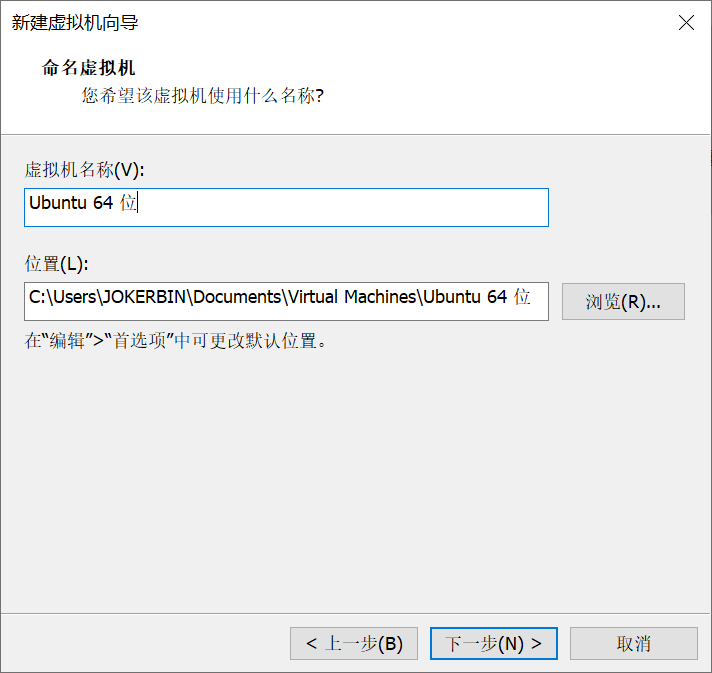 新建虚拟机向导
命名虚拟机
您希望该虚拟机使用什么名称?
虚拟机名称(V):
Ubuntu 64 位
位置(L):
C:\Users\JOKERBIN\Documents\Virtual Machines\Ubuntu 64 位
浏览(R)...
在“编辑”>“首选项”中可更改默认位置。
< 上一步(B)
下一步(N) >
取消